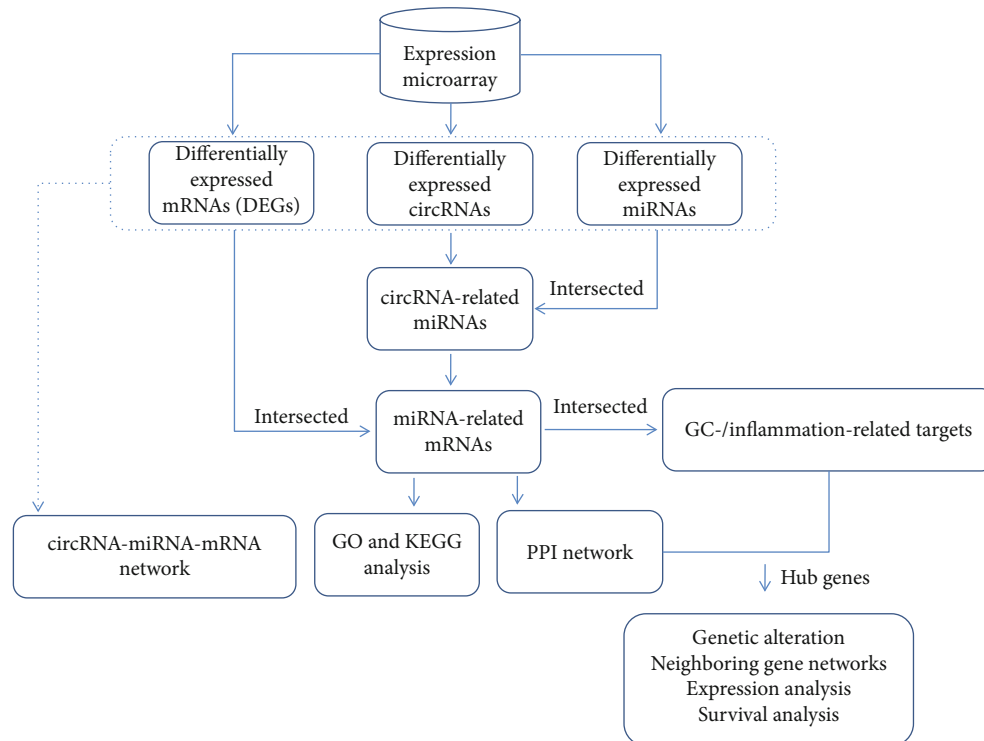 Expression
microarray
Differentially
expressed
mRNAs (DEGs)
Differentially
expressed
circRNAs
Differentially
expressed
miRNAs
circRNA-related
miRNAs
Intersected
Intersected
miRNA-related
mRNAs
Intersected
GC-/inflammation-related targets
circRNA-miRNA-mRNA
network
GO and KEGG
analysis
PPI network
Hub genes
Genetic alteration
Neighboring gene networks
Expression analysis
Survival analysis